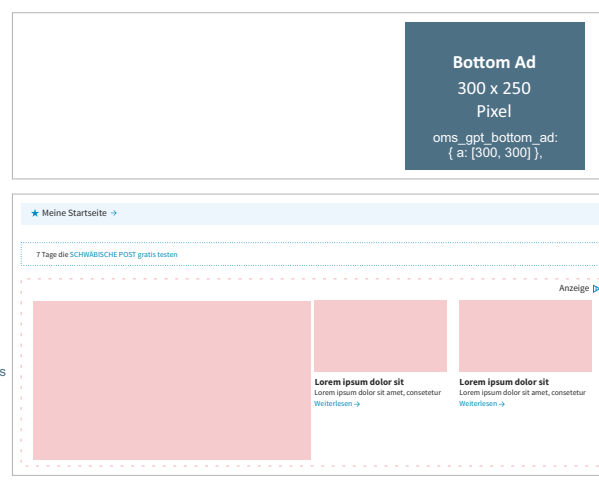 Bottom Ad
300 x 250
Pixel
oms_gpt_bottom_ad:
{ a: [300, 300] },
★ Meine Startseite →
7 Tage die SCHWÄBISCHE POST gratis testen
Anzeige
s
Lorem ipsum dolor sit
Lorem ipsum dolor sit amet, consetetur
Weiterlesen →
Lorem ipsum dolor sit
Lorem ipsum dolor sit amet, consetetur
Weiterlesen →